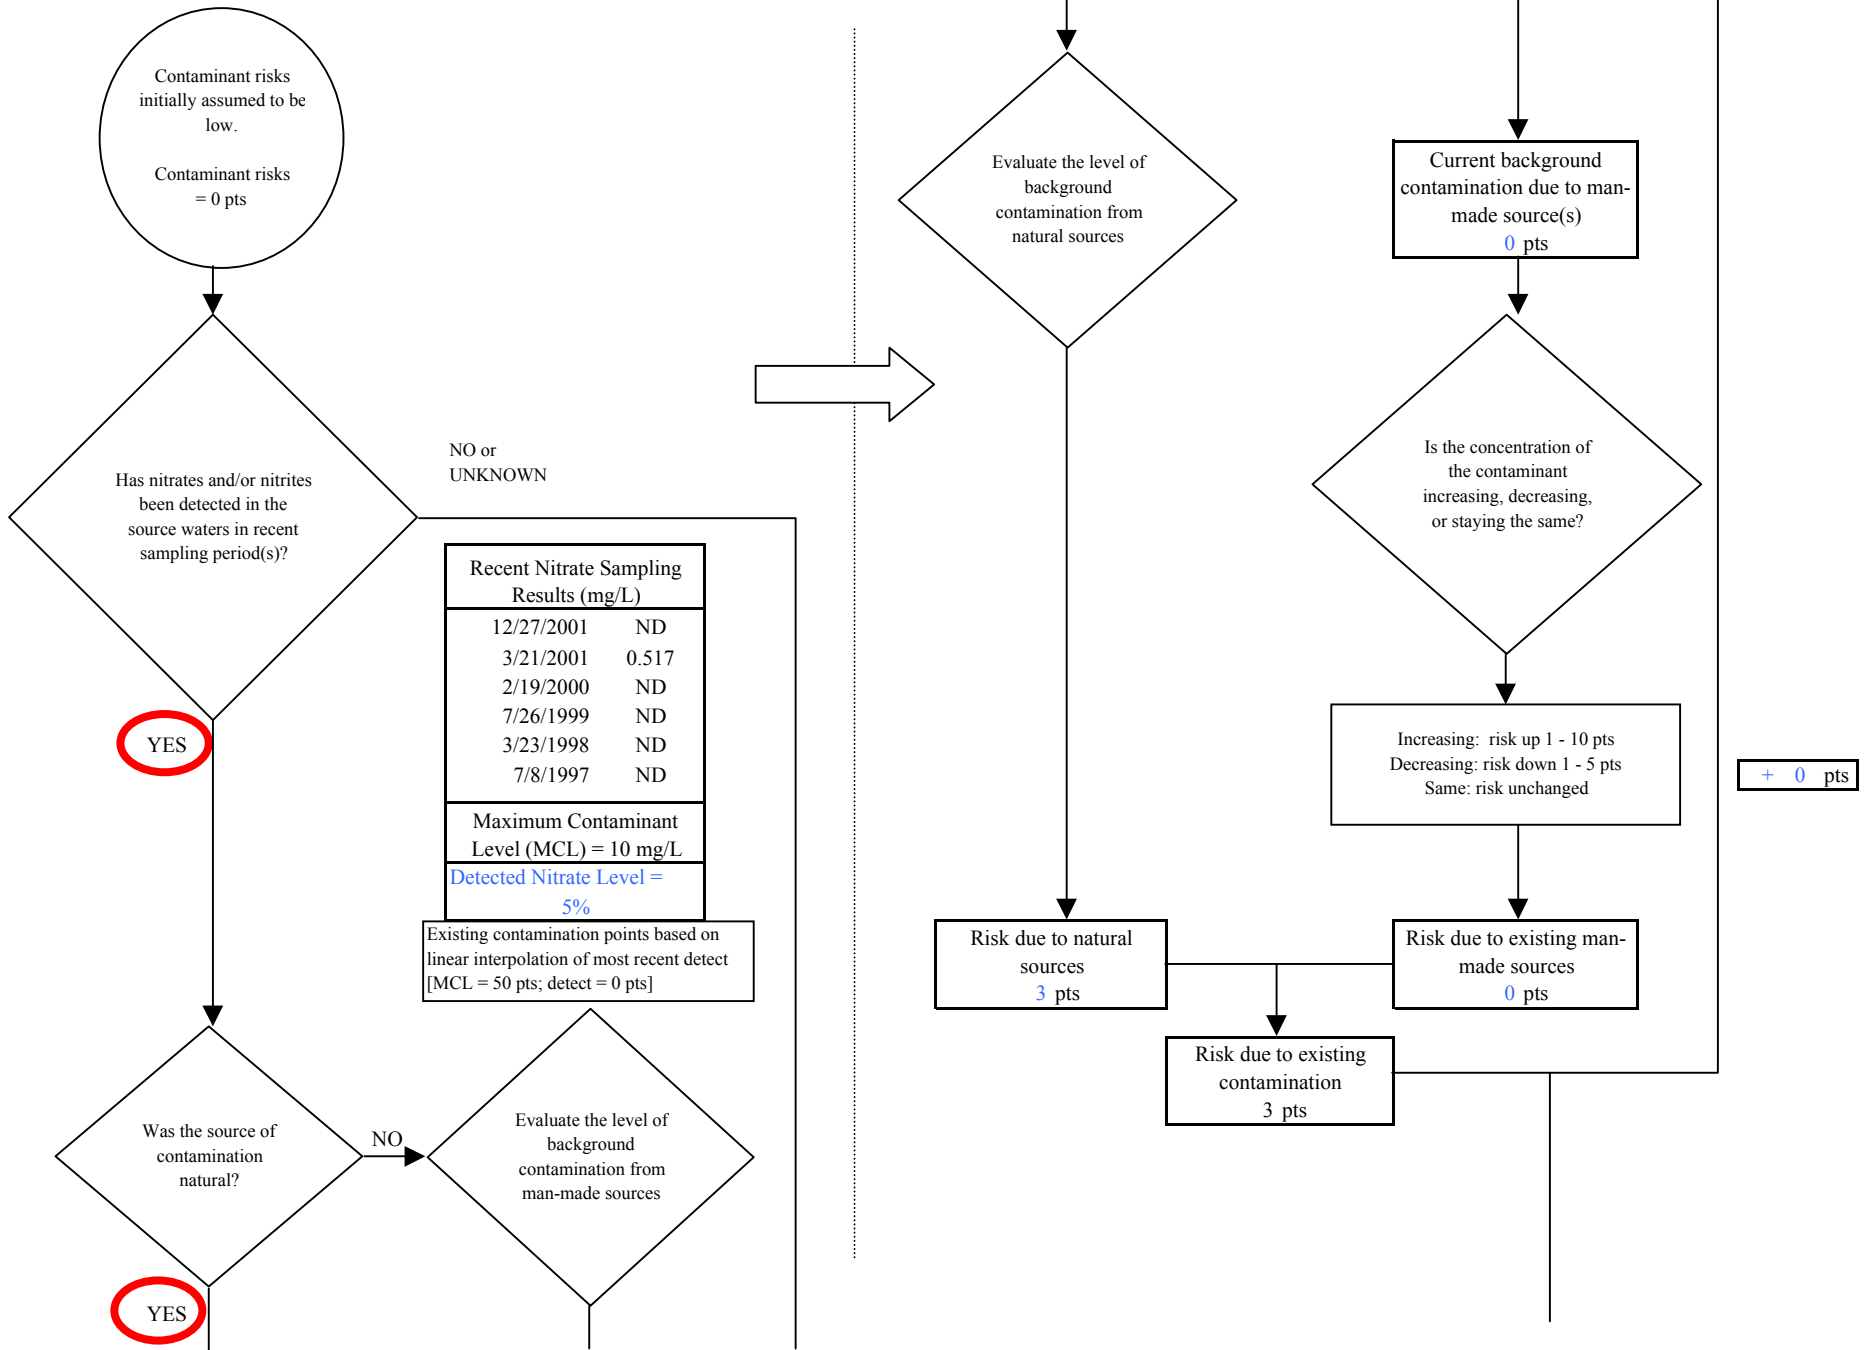 Contaminant risks
initially assumed to be
low.
Contaminant risks
= 0 pts
Has nitrates and/or nitrites
been detected in the
source waters in recent
sampling period(s)?
NO or
UNKNOWN
YES
Recent Nitrate Sampling
Results (mg/L)
12/27/2001 ND
3/21/2001 0.517
2/19/2000 ND
7/26/1999 ND
3/23/1998 ND
7/8/1997 ND
Maximum Contaminant
Level (MCL) = 10 mg/L
Detected Nitrate Level =
5%
Existing contamination points based on
linear interpolation of most recent detect
[MCL = 50 pts; detect = 0 pts]
Was the source of
contamination
natural?
NO
YES
Evaluate the level of
background
contamination from
man-made sources
Evaluate the level of
background
contamination from
natural sources
Current background
contamination due to man-
made source(s)
0 pts
Is the concentration of
the contaminant
increasing, decreasing,
or staying the same?
Increasing: risk up 1 - 10 pts
Decreasing: risk down 1 - 5 pts
Same: risk unchanged
+ 0 pts
Risk due to natural
sources
3 pts
Risk due to existing man-
made sources
0 pts
Risk due to existing
contamination
3 pts